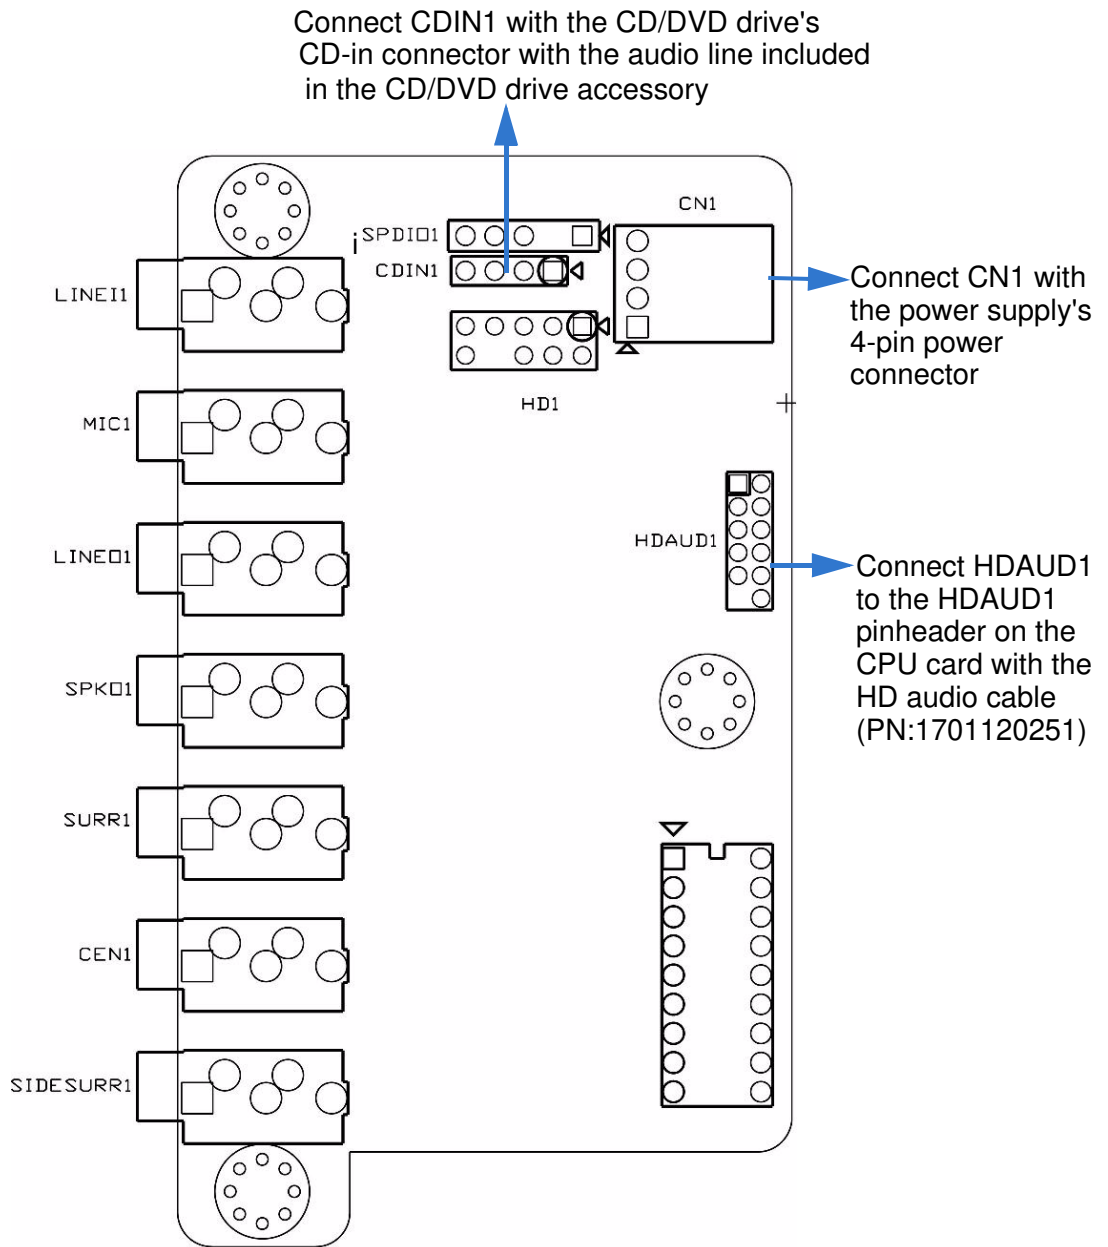 Connect CDIN1 with the CD/DVD drive's
CD-in connector with the audio line included
in the CD/DVD drive accessory
CN1
iSPDIO1
CDIN1
LINEI1
Connect CN1 with
the power supply's
4-pin power
connector
HD1
MIC1
HDAUD1
LINEO1
Connect HDAUD1
to the HDAUD1
pinheader on the
CPU card with the
HD audio cable
(PN:1701120251)
SPKO1
SURR1
CEN1
SIDESURR1